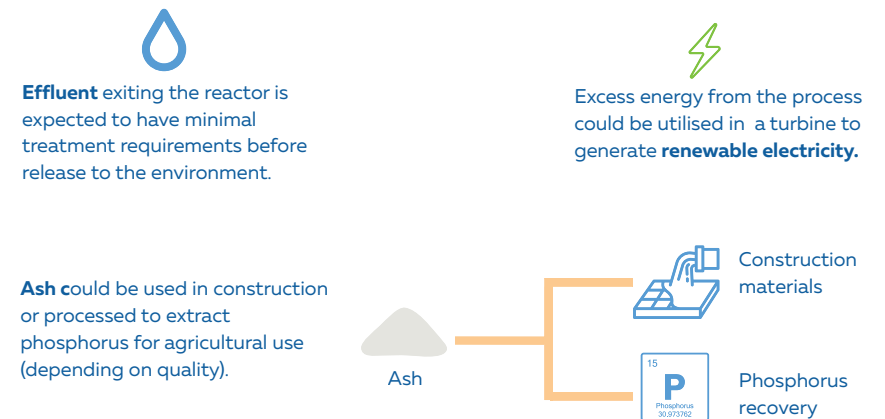 Effluent exiting the reactor is
expected to have minimal
treatment requirements before
release to the environment.
Excess energy from the process
could be utilised in a turbine to
generate renewable electricity.
Ash could be used in construction
or processed to extract
phosphorus for agricultural use
(depending on quality).
Ash
Construction
materials
15
P
Phosphorus
30,973762
Phosphorus
recovery